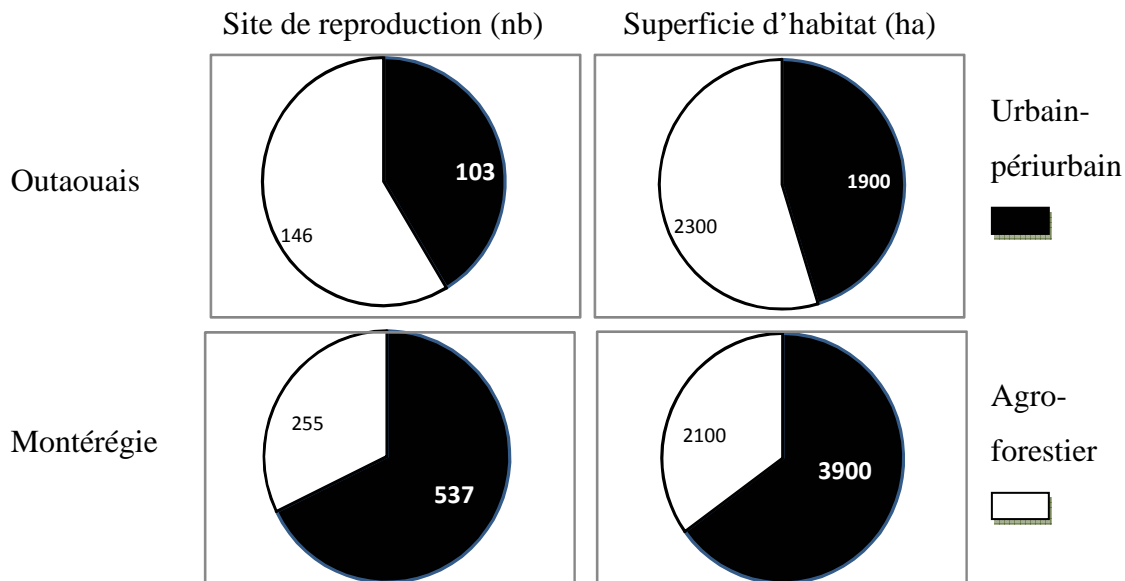 Site de reproduction (nb)
Superficie d’habitat (ha)
Outaouais
103
146
1900
2300
Urbain-
périurbain
Montérégie
255
537
2100
3900
Agro-
forestier